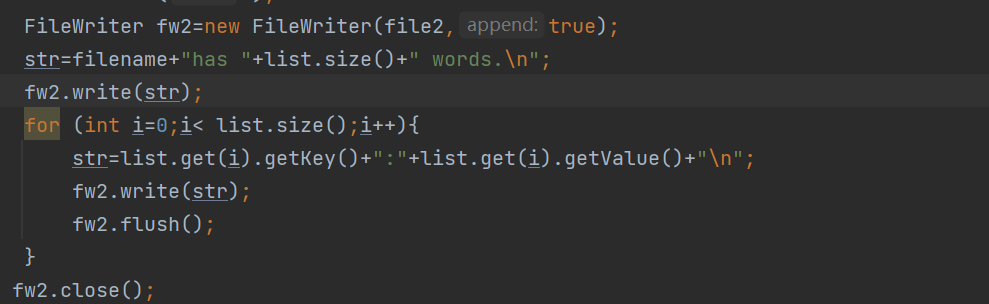 FileWriter fw2=new FileWriter(file2, append: true);
str=filename+"has "+list.size()+" words.\n";
fw2.write(str);
for (int i=0;i< list.size();i++){
str=list.get(i).getKey()+":"+list.get(i).getValue()+"\n";
fw2.write(str);
fw2.flush();
}
fw2.close();